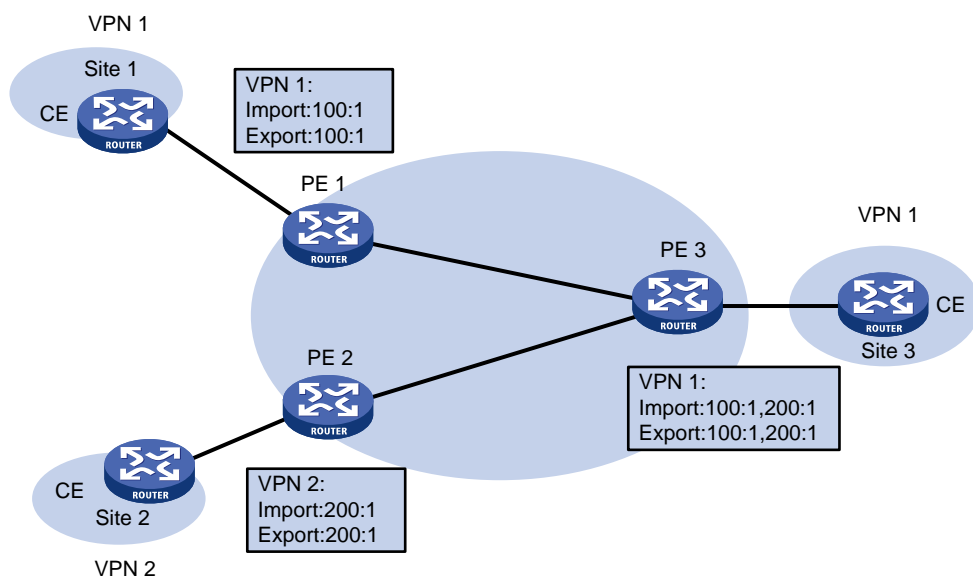 VPN 1
Site 1
CE
ROUTER
VPN 1:
Import:100:1
Export:100:1
PE 1
ROUTER
VPN 1
PE 3
ROUTER
CE
ROUTER
Site 3
PE 2
ROUTER
VPN 1:
Import:100:1,200:1
Export:100:1,200:1
CE
ROUTER
Site 2
VPN 2
VPN 2:
Import:200:1
Export:200:1